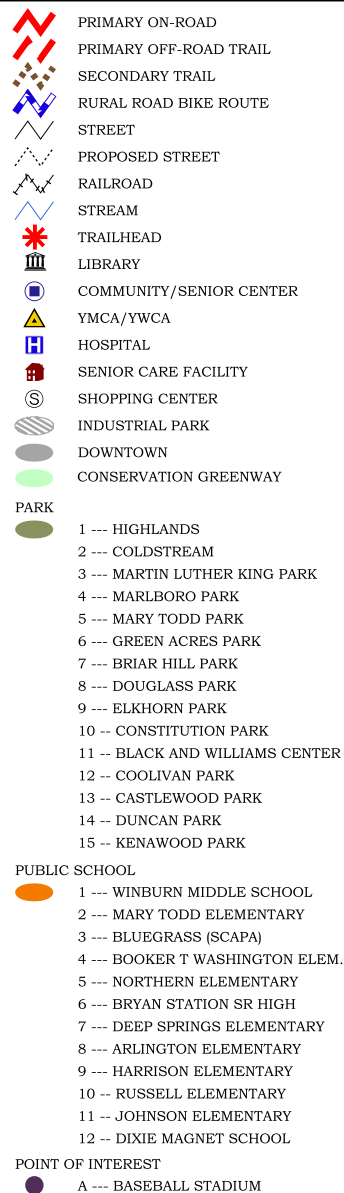 PRIMARY ON-ROAD
PRIMARY OFF-ROAD TRAIL
SECONDARY TRAIL
RURAL ROAD BIKE ROUTE
STREET
PROPOSED STREET
RAILROAD
STREAM
TRAILHEAD
LIBRARY
COMMUNITY/SENIOR CENTER
YMCA/YWCA
H HOSPITAL
SENIOR CARE FACILITY
S SHOPPING CENTER
INDUSTRIAL PARK
DOWNTOWN
CONSERVATION GREENWAY
PARK
1 --- HIGHLANDS
2 --- COLDSTREAM
3 --- MARTIN LUTHER KING PARK
4 --- MARLBORO PARK
5 --- MARY TODD PARK
6 --- GREEN ACRES PARK
7 --- BRIAR HILL PARK
8 --- DOUGLASS PARK
9 --- ELKHORN PARK
10 -- CONSTITUTION PARK
11 -- BLACK AND WILLIAMS CENTER
12 -- COOLIVAN PARK
13 -- CASTLEWOOD PARK
14 -- DUNCAN PARK
15 -- KENAWOOD PARK
PUBLIC SCHOOL
1 --- WINBURN MIDDLE SCHOOL
2 --- MARY TODD ELEMENTARY
3 --- BLUEGRASS (SCAPA)
4 --- BOOKER T WASHINGTON ELEM.
5 --- NORTHERN ELEMENTARY
6 --- BRYAN STATION SR HIGH
7 --- DEEP SPRINGS ELEMENTARY
8 --- ARLINGTON ELEMENTARY
9 --- HARRISON ELEMENTARY
10 -- RUSSELL ELEMENTARY
11 -- JOHNSON ELEMENTARY
12 -- DIXIE MAGNET SCHOOL
POINT OF INTEREST
A --- BASEBALL STADIUM